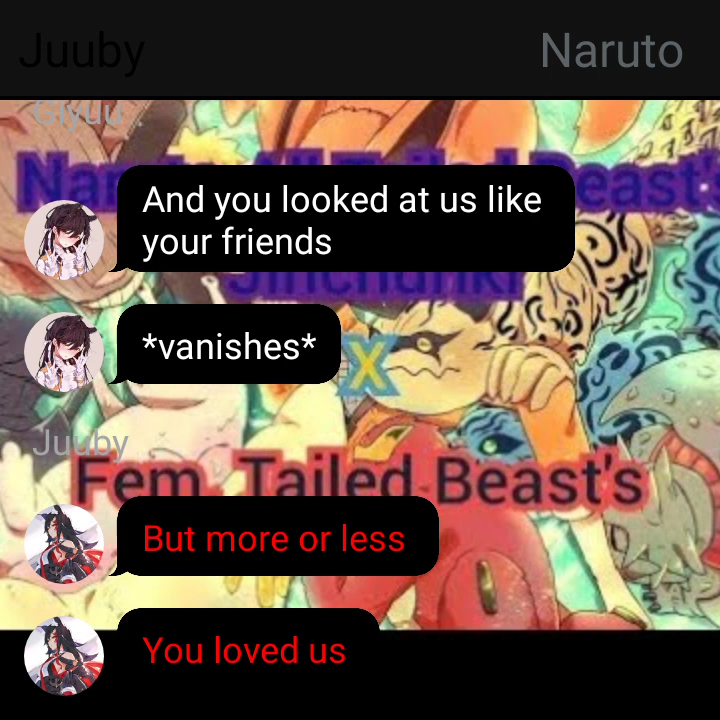 Juuby
Naruto
Giyuu
And you looked at us like
your friends
*vanishes*
X
Juuby
Fem. Tailed Beast's
But more or less
You loved us